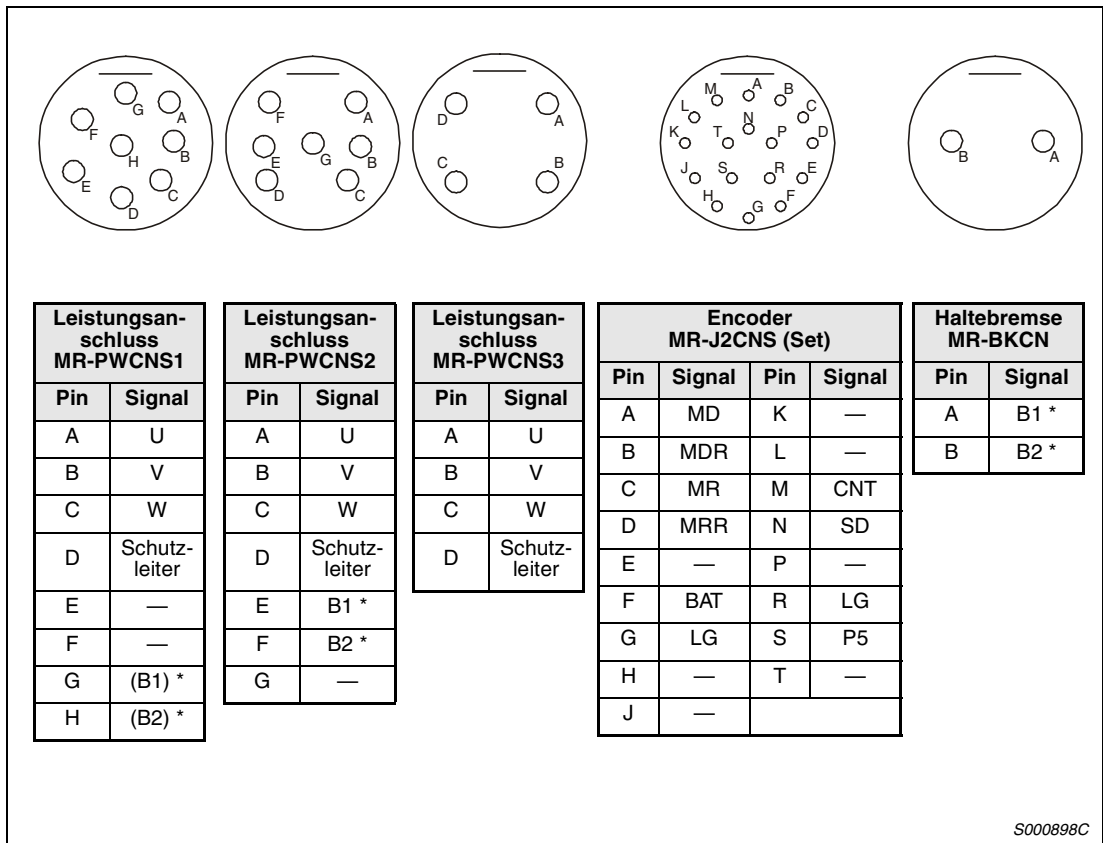 G
A
F
B
H
E
C
D
F
A
E
G
B
D
C
D
A
C
B
M
A
B
L
C
N
K
T
P
D
J
S
R
E
H
G
F
B
A
Leistungsan-
schluss
MR-PWCNS1
Pin Signal
A U
B V
C W
D Schutz-
leiter
E —
F —
G (B1) *
H (B2) *
Leistungsan-
schluss
MR-PWCNS2
Pin Signal
A U
B V
C W
D Schutz-
leiter
E B1 *
F B2 *
G —
Leistungsan-
schluss
MR-PWCNS3
Pin Signal
A U
B V
C W
D Schutz-
leiter
Encoder
MR-J2CNS (Set)
Pin Signal Pin Signal
A MD K —
B MDR L —
C MR M CNT
D MRR N SD
E — P —
F BAT R LG
G LG S P5
H — T —
J —
Haltebremse
MR-BKCN
Pin Signal
A B1 *
B B2 *
S000898C